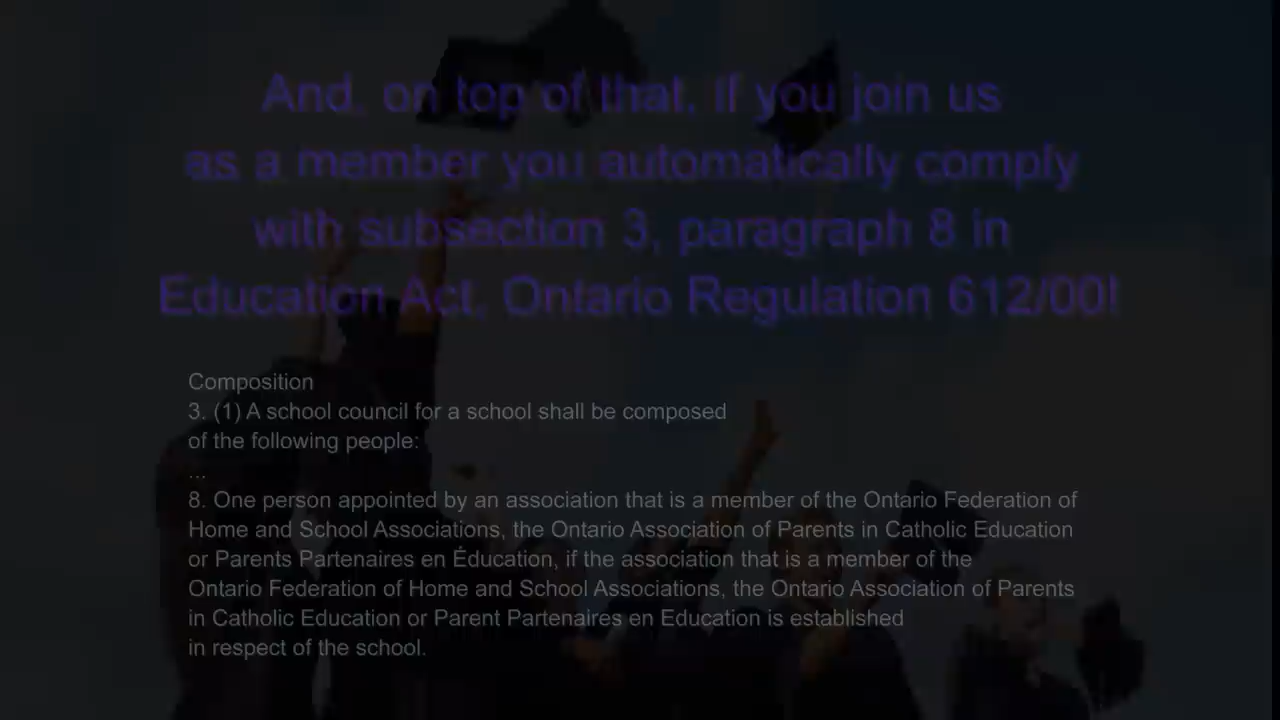 And, on top of that, if you join us
as a member you automatically comply
with subsection 3, paragraph 8 in
Education Act, Ontario Regulation 612/00!
Composition
3. (1) A school council for a school shall be composed
of the following people:
...
8. One person appointed by an association that is a member of the Ontario Federation of
Home and School Associations, the Ontario Association of Parents in Catholic Education
or Parents Partenaires en Éducation, if the association that is a member of the
Ontario Federation of Home and School Associations, the Ontario Association of Parents
in Catholic Education or Parent Partenaires en Education is established
in respect of the school.